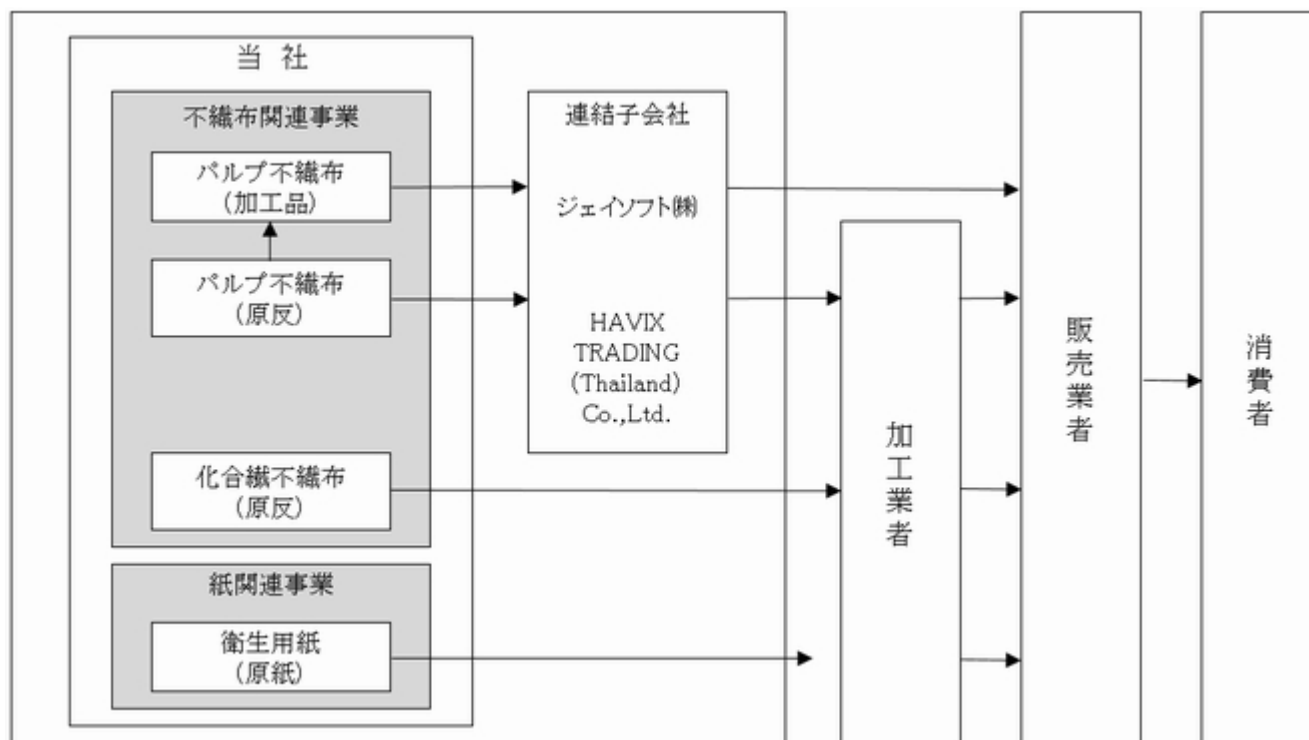 当 社
不織布関連事業
パルプ不織布
(加工品)
パルプ不織布
(原反)
化合繊不織布
(原反)
紙関連事業
衛生用紙
(原紙)
連結子会社
ジェイソフト㈱
HAVIX
TRADING
(Thailand)
Co.,Ltd.
加工業者
販売業者
消費者